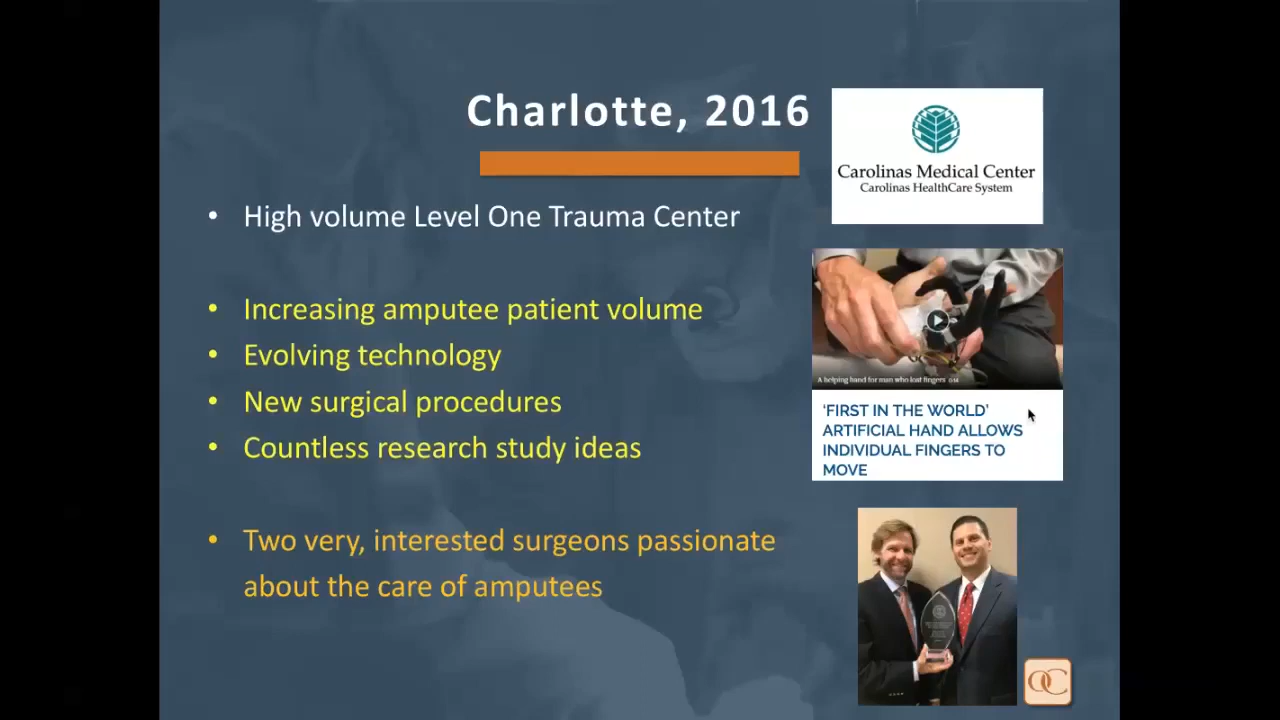 Charlotte, 2016
Carolinas Medical Center
Carolinas HealthCare System
• High volume Level One Trauma Center
• Increasing amputee patient volume
• Evolving technology
• New surgical procedures
• Countless research study ideas
A helping hand for man who lost fingers
‘FIRST IN THE WORLD’
ARTIFICIAL HAND ALLOWS
INDIVIDUAL FINGERS TO
MOVE
• Two very, interested surgeons passionate
about the care of amputees
OC